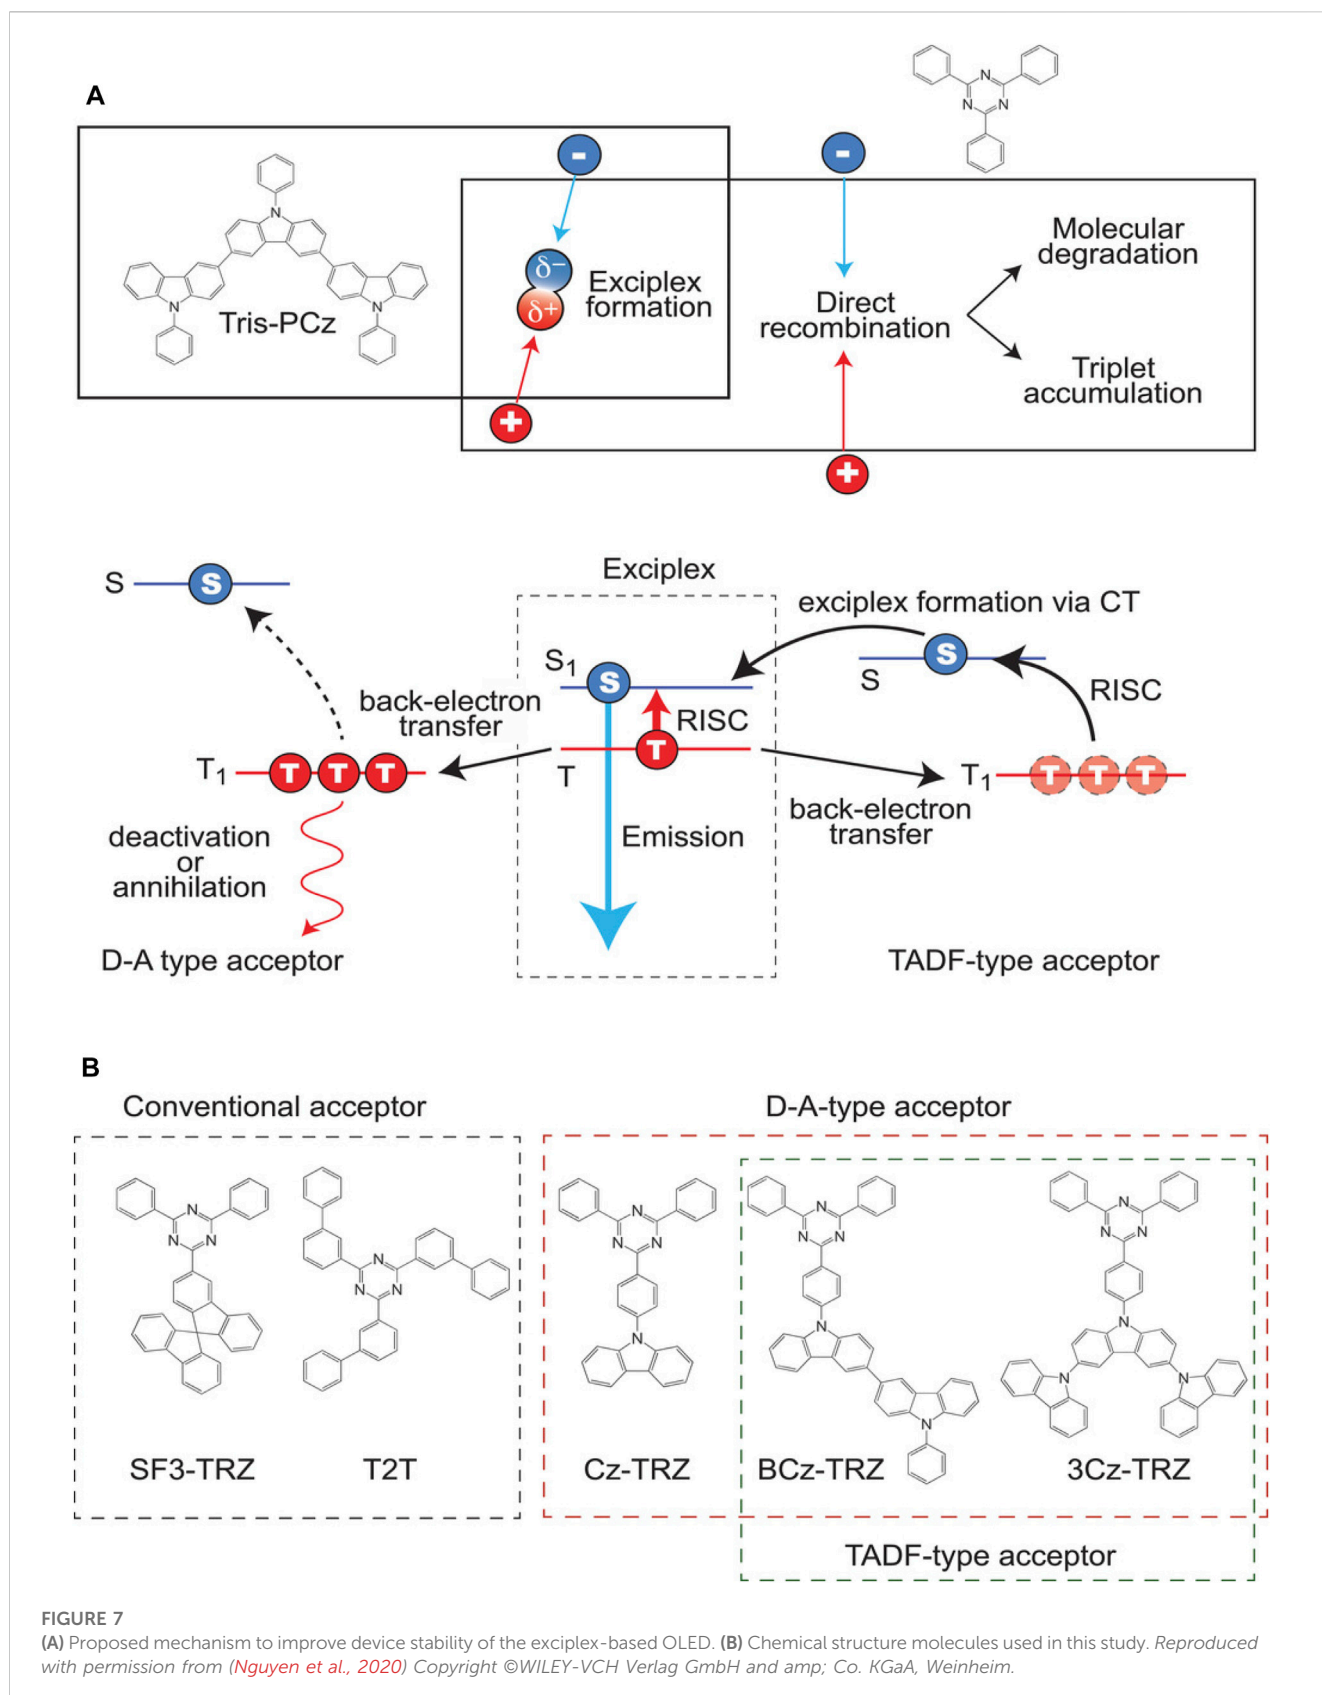 A
N
N
N
-
-
N
N
N
Tris-PCz
δ−
δ+
Exciplex
formation
Direct
recombination
Molecular
degradation
Triplet
accumulation
+
+
Exciplex
exciplex formation via CT
S
S
S1
S
RISC
T
T
Emission
S
S
RISC
back-electron
transfer
T1
T T T
deactivation
or
annihilation
D-A type acceptor
back-electron
transfer
T1
T T T
TADF-type acceptor
B
Conventional acceptor
D-A-type acceptor
N
N N
N
N N
N
N N
N
N
N N
N
N
N
N N
N
N
N
SF3-TRZ
T2T
Cz-TRZ
BCz-TRZ
3Cz-TRZ
TADF-type acceptor
FIGURE 7
(A) Proposed mechanism to improve device stability of the exciplex-based OLED. (B) Chemical structure molecules used in this study. Reproduced
with permission from (Nguyen et al., 2020) Copyright ©WILEY-VCH Verlag GmbH and amp; Co. KGaA, Weinheim.